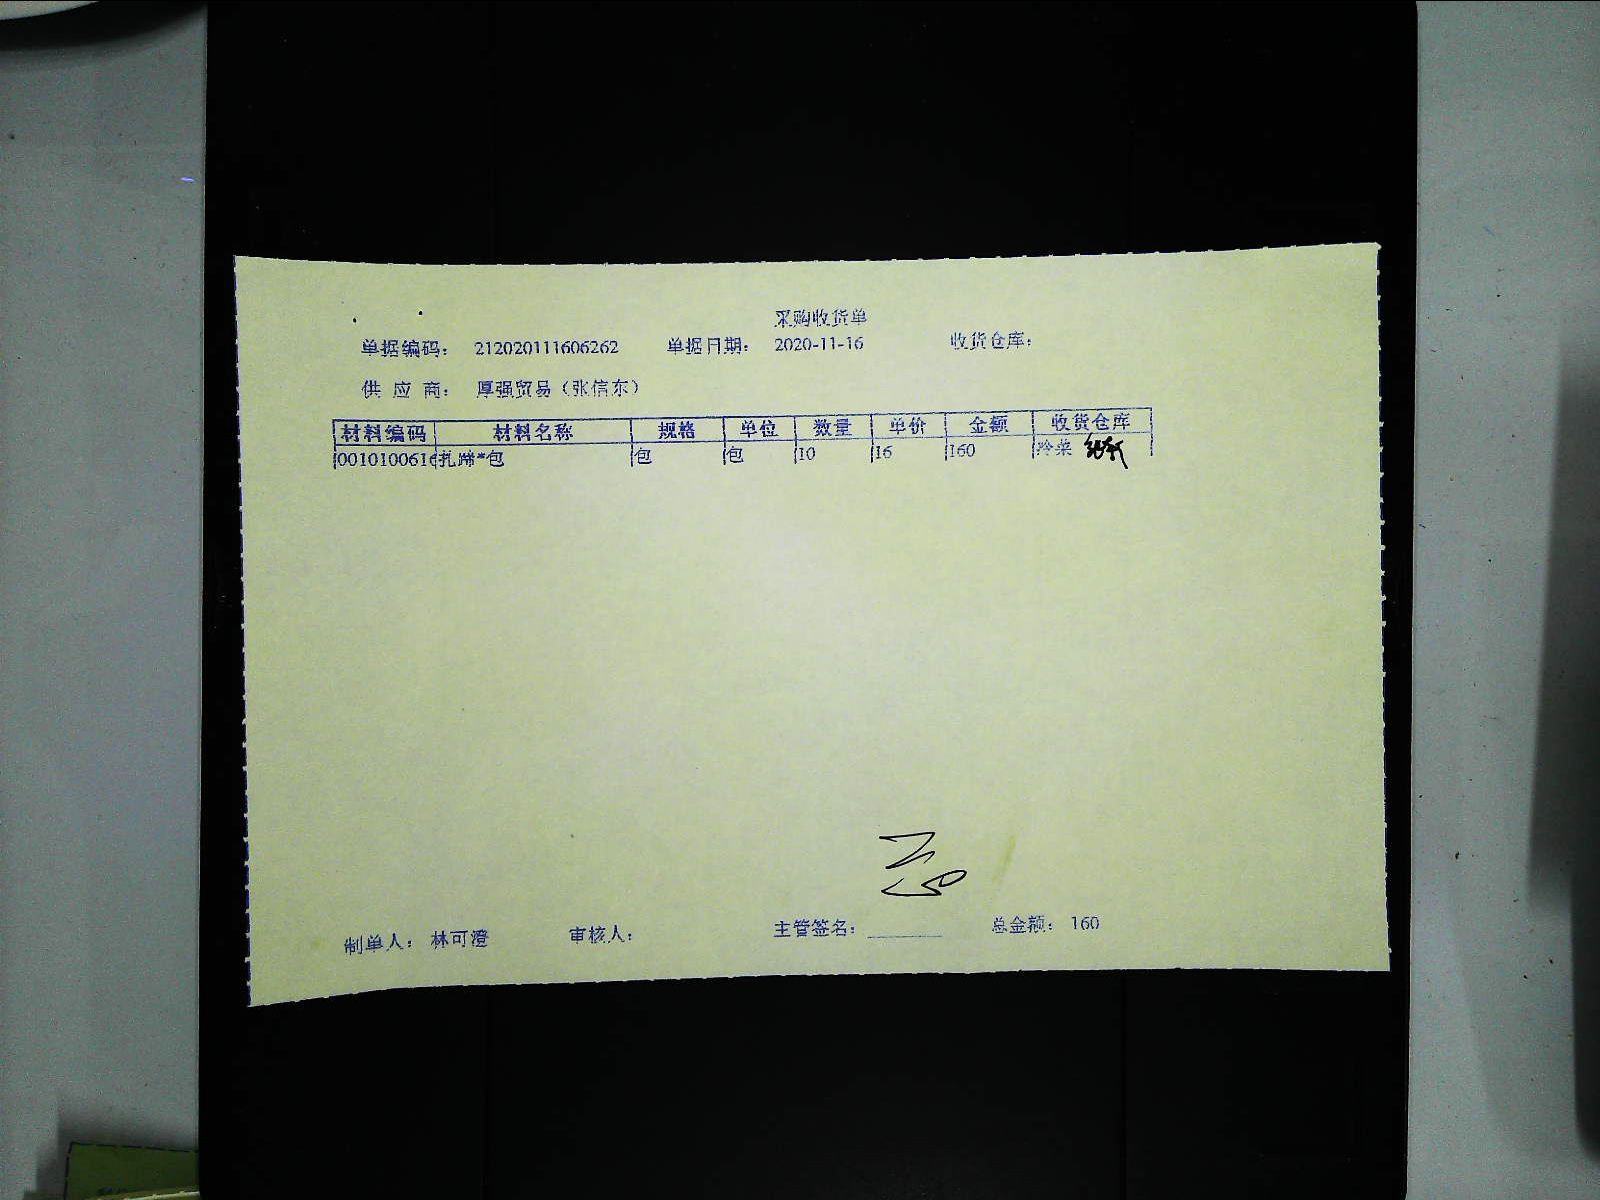 采购收货单
单据编码： 212020111606262 单据日期： 2020-11-16 收货仓库：
供 应 商： 厚强贸易（张信东）
材料编码 材料名称 规格 单位 数量 单价 金额 收货仓库
0010100616 扎蹄*包 包 包 10 16 160 冷菜
制单人： 林可澄 审核人： 主管签名： 总金额： 160